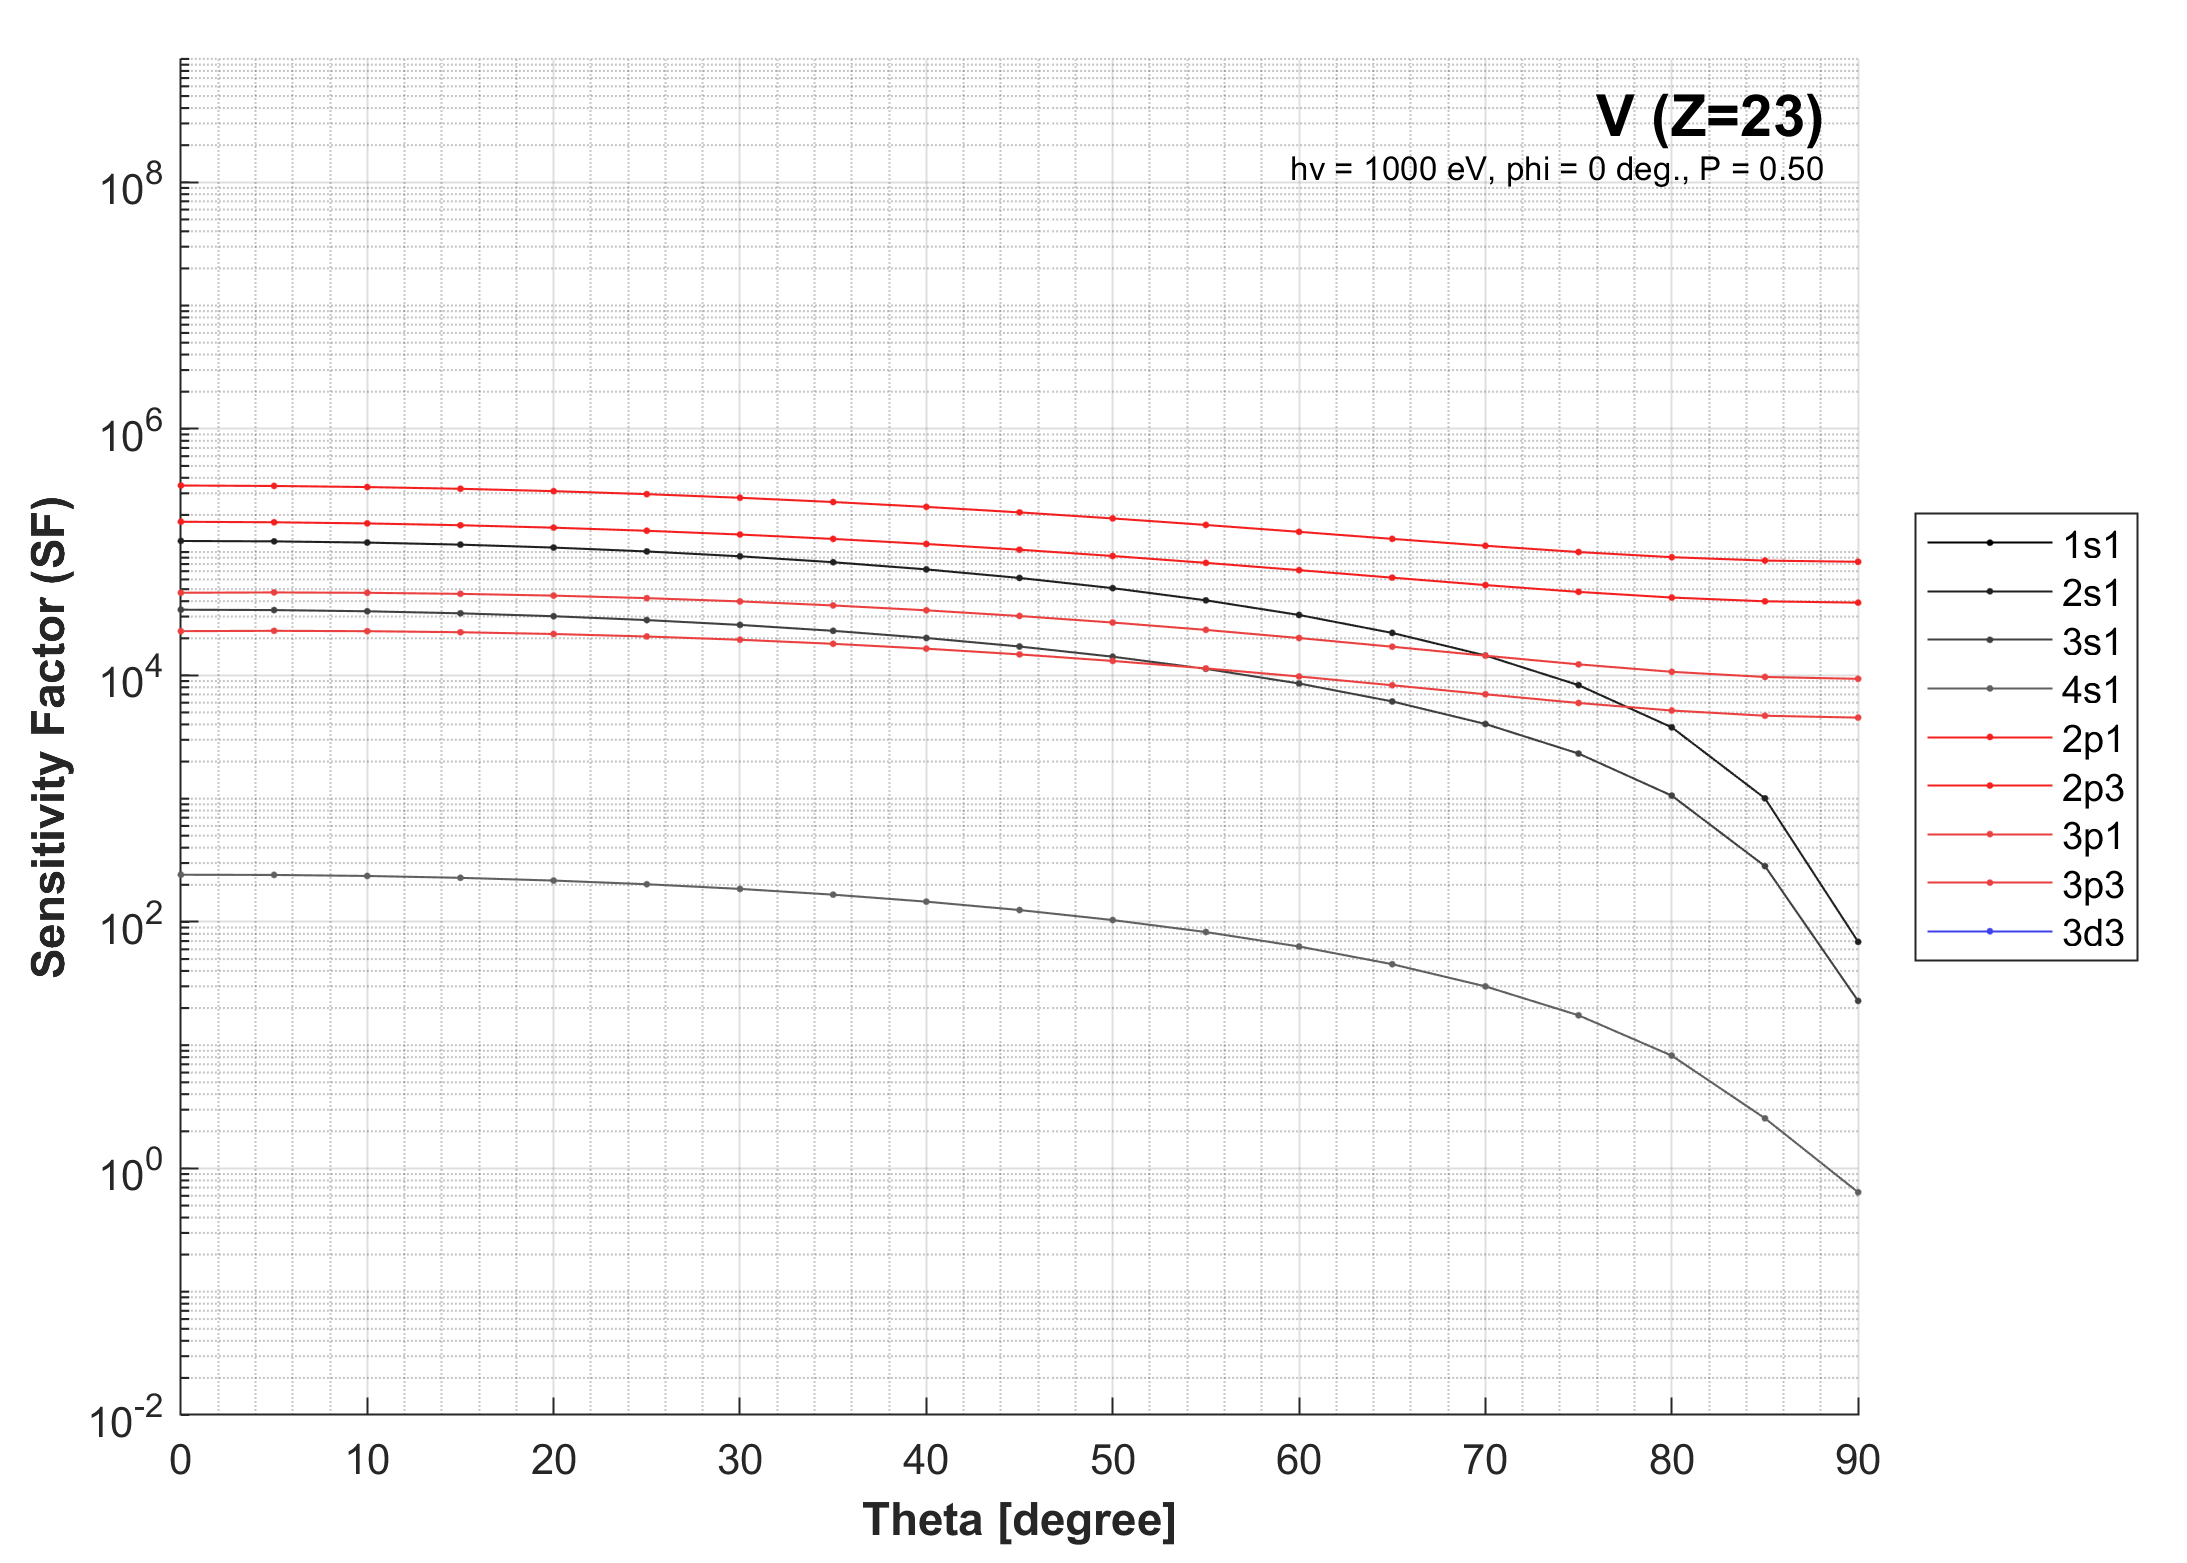 V (Z=23)
hv = 1000 eV, phi = 0 deg., P = 0.50
Sensitivity Factor (SF)
10^8
10^6
10^4
10^2
10^0
10^-2
0 10 20 30 40 50 60 70 80 90
Theta [degree]
1s1
2s1
3s1
4s1
2p1
2p3
3p1
3p3
3d3